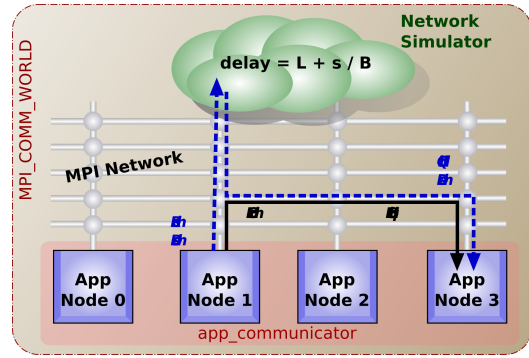 Network
Simulator
delay = L + s / B
MPI_COMM_WORLD
MPI Network
App
Node 0
App
Node 1
App
Node 2
App
Node 3
app_communicator